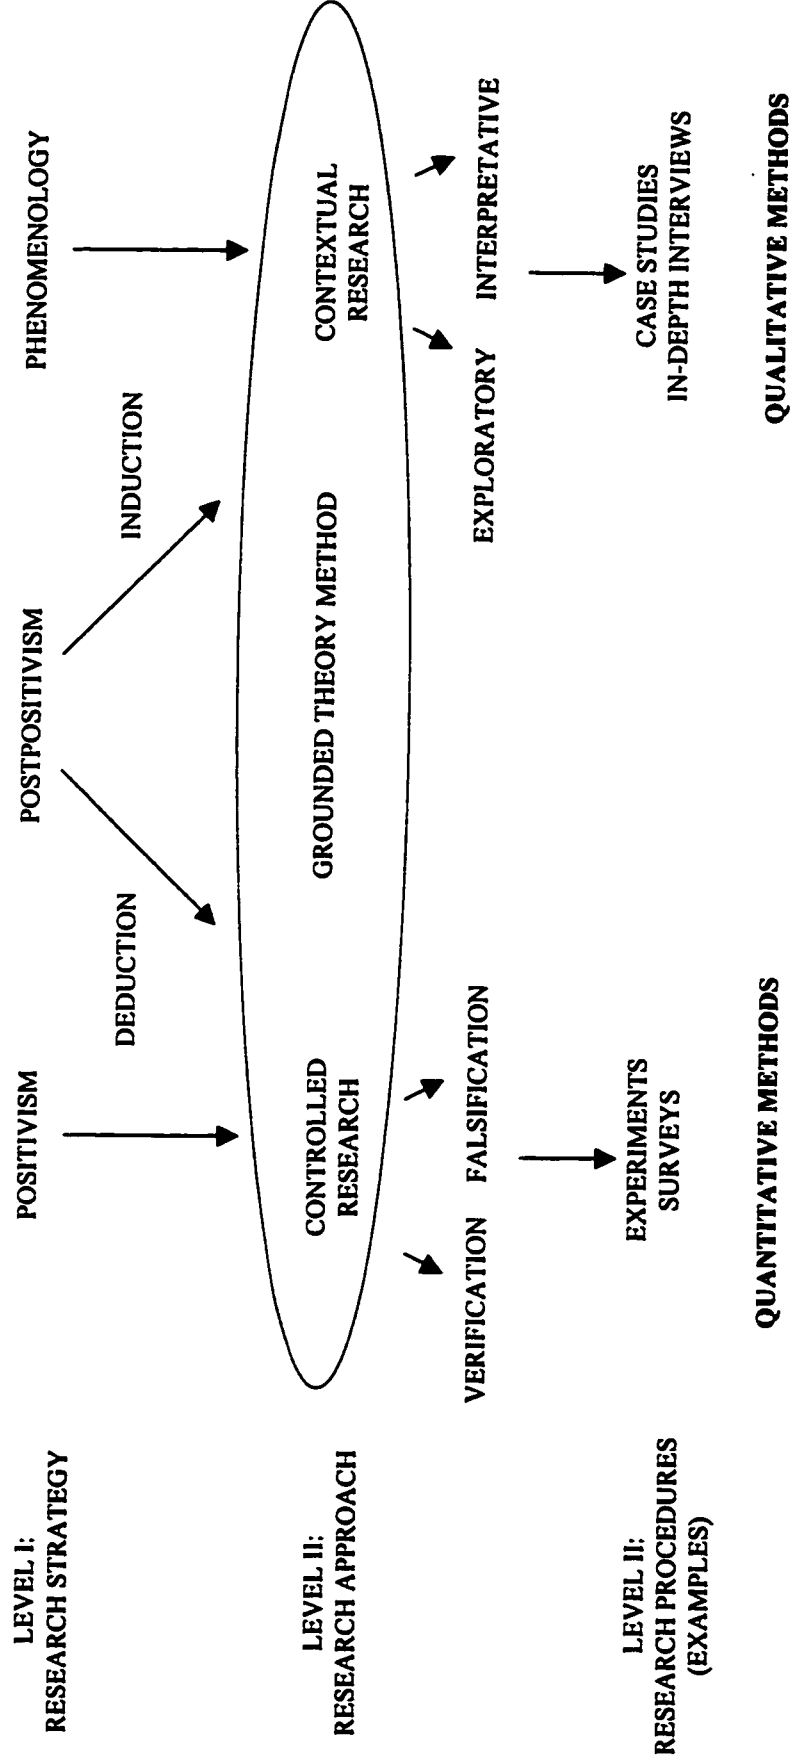 LEVEL I:
RESEARCH STRATEGY
POSITIVISM
POSTPOSITIVISM
PHENOMENOLOGY
DEDUCTION
INDUCTION
LEVEL II:
RESEARCH APPROACH
CONTROLLED
RESEARCH
GROUNDED THEORY METHOD
CONTEXTUAL
RESEARCH
VERIFICATION
FALSIFICATION
EXPLORATORY
INTERPRETATIVE
LEVEL II:
RESEARCH PROCEDURES
(EXAMPLES)
EXPERIMENTS
SURVEYS
CASE STUDIES
IN-DEPTH INTERVIEWS
QUANTITATIVE METHODS
QUALITATIVE METHODS